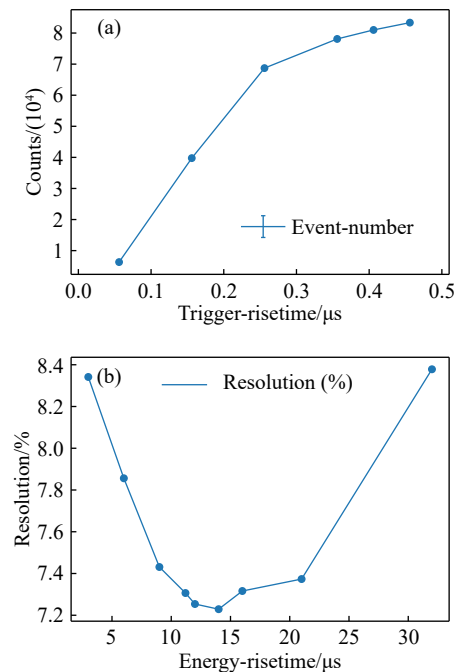 (a)
8
7
6
5
4
3
2
1
Counts/(10⁴)
Event-number
0.0 0.1 0.2 0.3 0.4 0.5
Trigger-risetime/μs
(b)
Resolution (%)
8.4
8.2
8.0
7.8
7.6
7.4
7.2
Resolution/%
5 10 15 20 25 30
Energy-risetime/μs